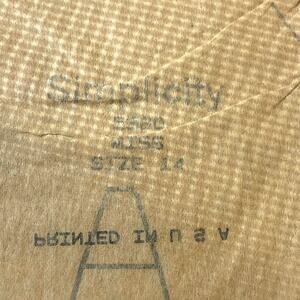 Simplicity
MISS
SIZE 14
PRINTED IN U S A